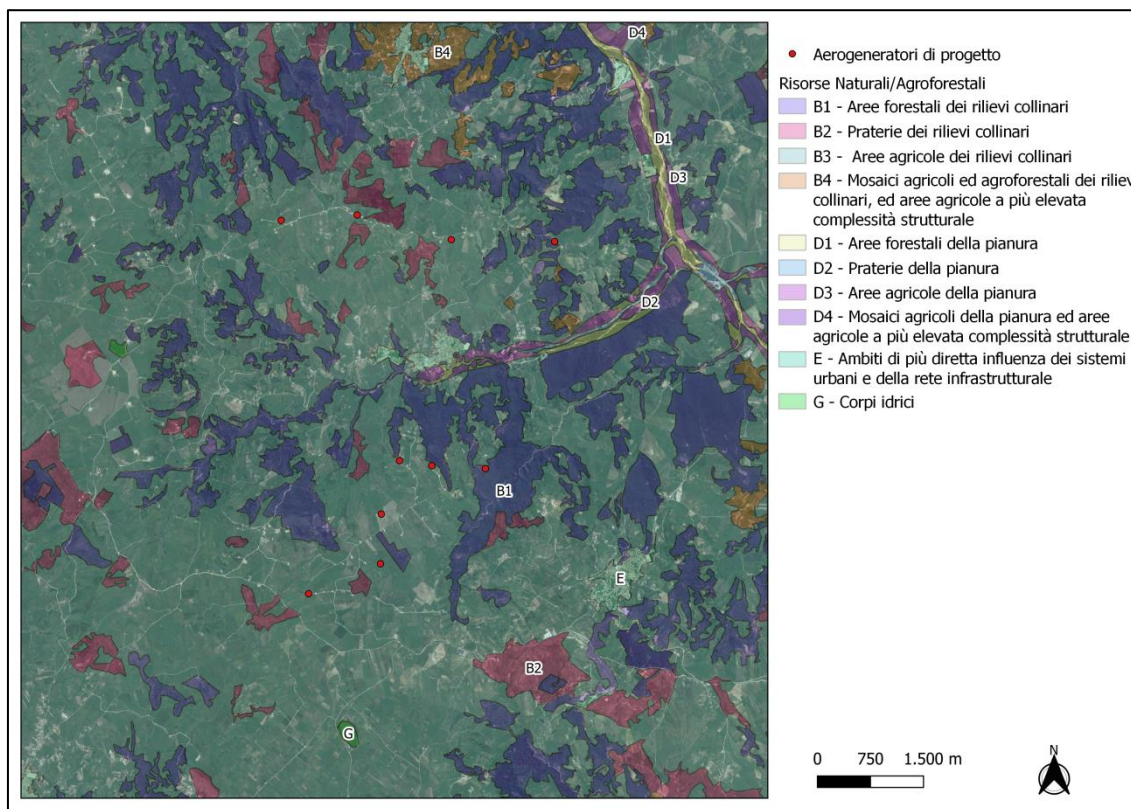 D4
B4
D1
D3
D2
B1
E
B2
G
Aerogeneratori di progetto
Risorse Naturali/Agroforestali
B1 - Aree forestali dei rilievi collinari
B2 - Praterie dei rilievi collinari
B3 - Aree agricole dei rilievi collinari
B4 - Mosaici agricoli ed agroforestali dei riliev
collinari, ed aree agricole a più elevata
complessità strutturale
D1 - Aree forestali della pianura
D2 - Praterie della pianura
D3 - Aree agricole della pianura
D4 - Mosaici agricoli della pianura ed aree
agricole a più elevata complessità strutturale
E - Ambiti di più diretta influenza dei sistemi
urbani e della rete infrastrutturale
G - Corpi idrici
0 750 1.500 m
N